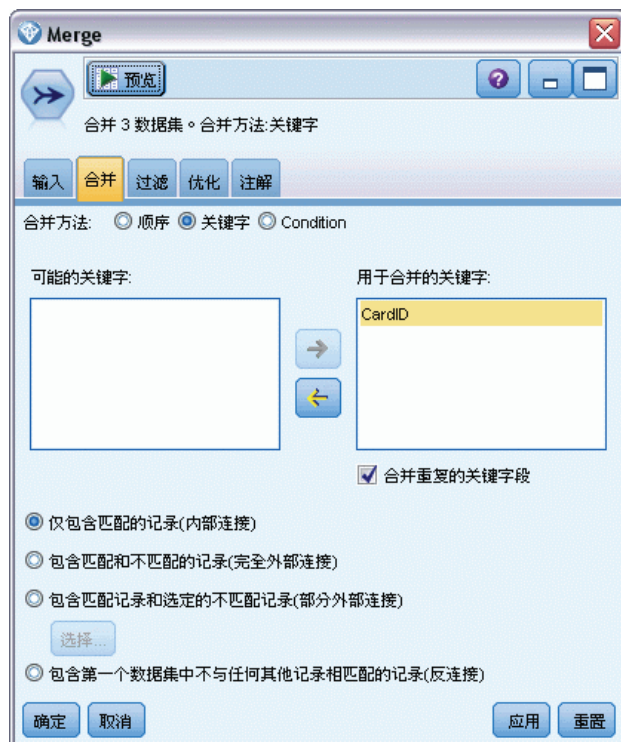 Merge
预览
合并 3 数据集。合并方法:关键字
输入 合并 过滤 优化 注解
合并方法: 顺序 关键字 Condition
可能的关键字: 用于合并的关键字:
CardID
合并重复的关键字段
仅包含匹配的记录(内部连接)
包含匹配和不匹配的记录(完全外部连接)
包含匹配记录和选定的不匹配记录(部分外部连接)
选择...
包含第一个数据集中不与任何其他记录相匹配的记录(反连接)
确定 取消 应用 重置